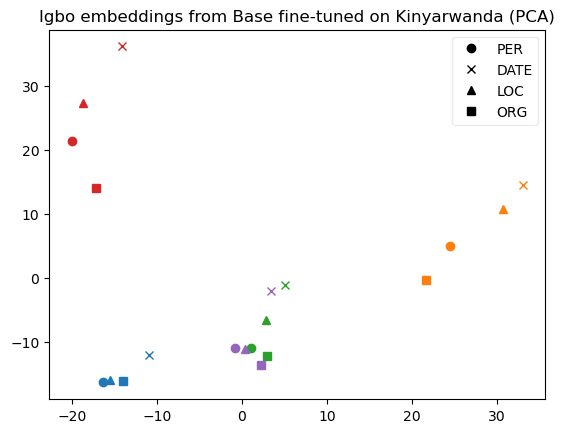 Igbo embeddings from Base fine-tuned on Kinyarwanda (PCA)
PER
DATE
LOC
ORG
30
20
10
0
−10
−20
−10
0
10
20
30